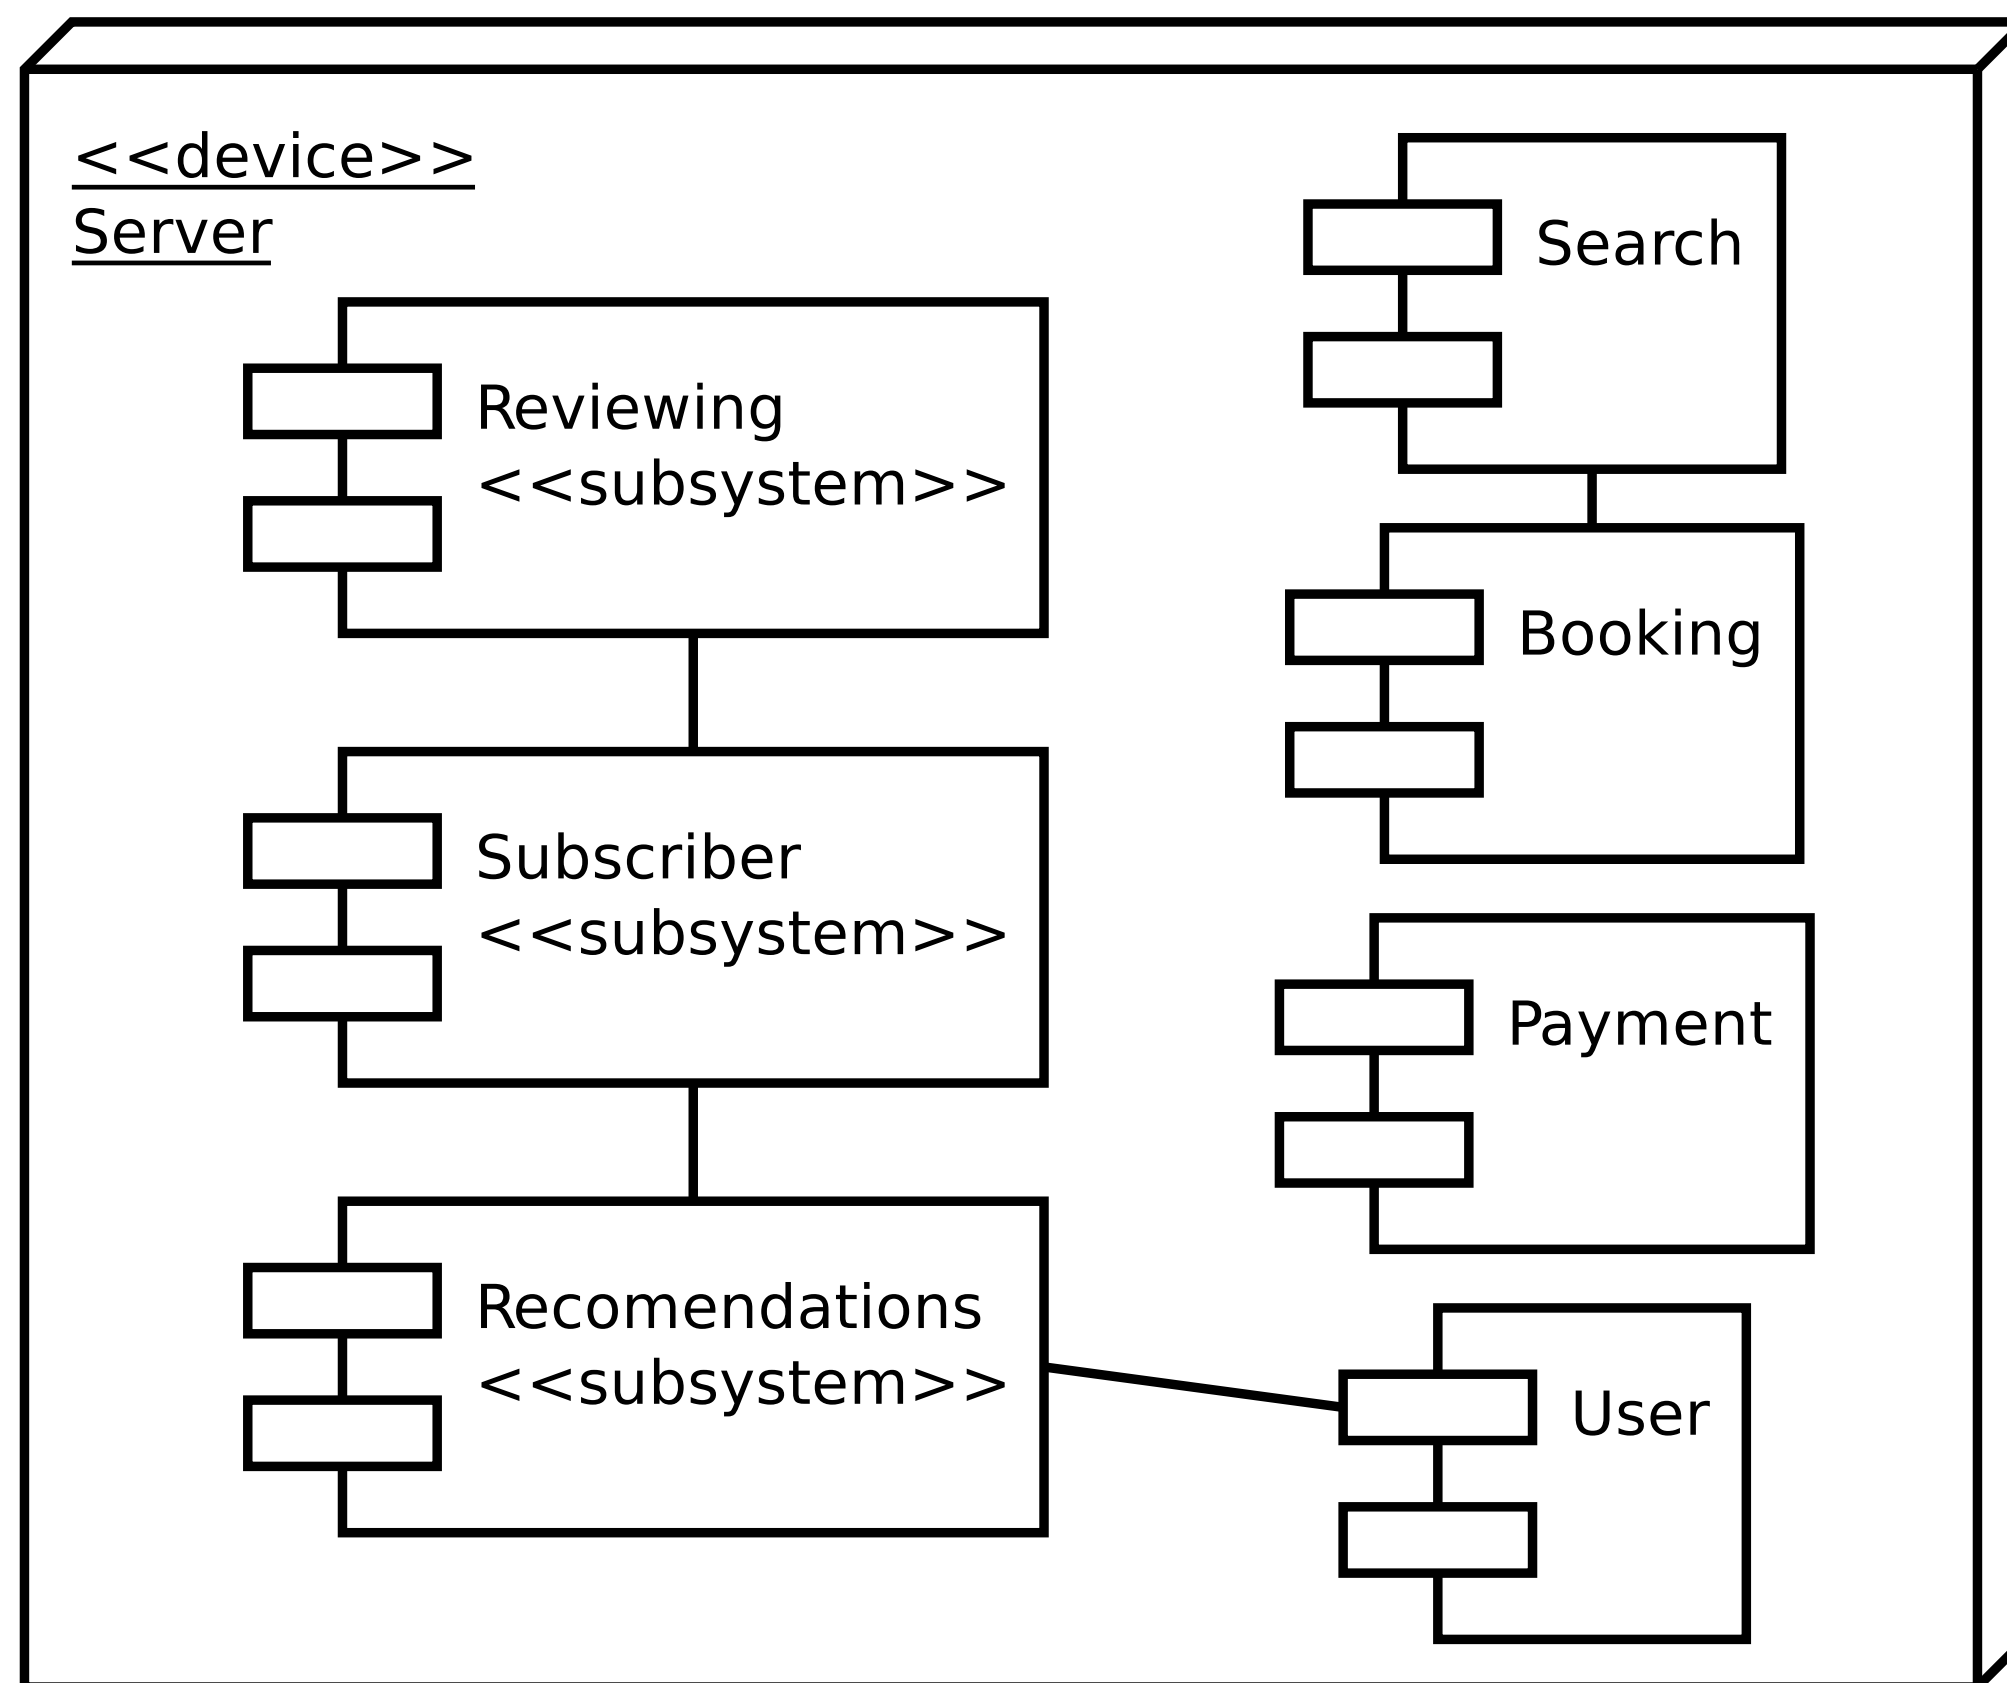 <<device>>
Server
Reviewing
<<subsystem>>
Subscriber
<<subsystem>>
Recomendations
<<subsystem>>
Search
Booking
Payment
User